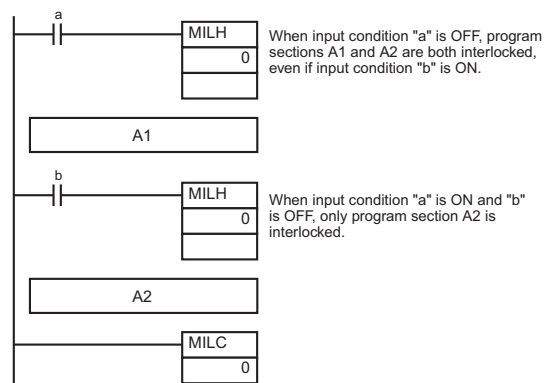 a
MILH
0
When input condition "a" is OFF, program
sections A1 and A2 are both interlocked,
even if input condition "b" is ON.
A1
b
MILH
0
When input condition "a" is ON and "b"
is OFF, only program section A2 is
interlocked.
A2
MILC
0